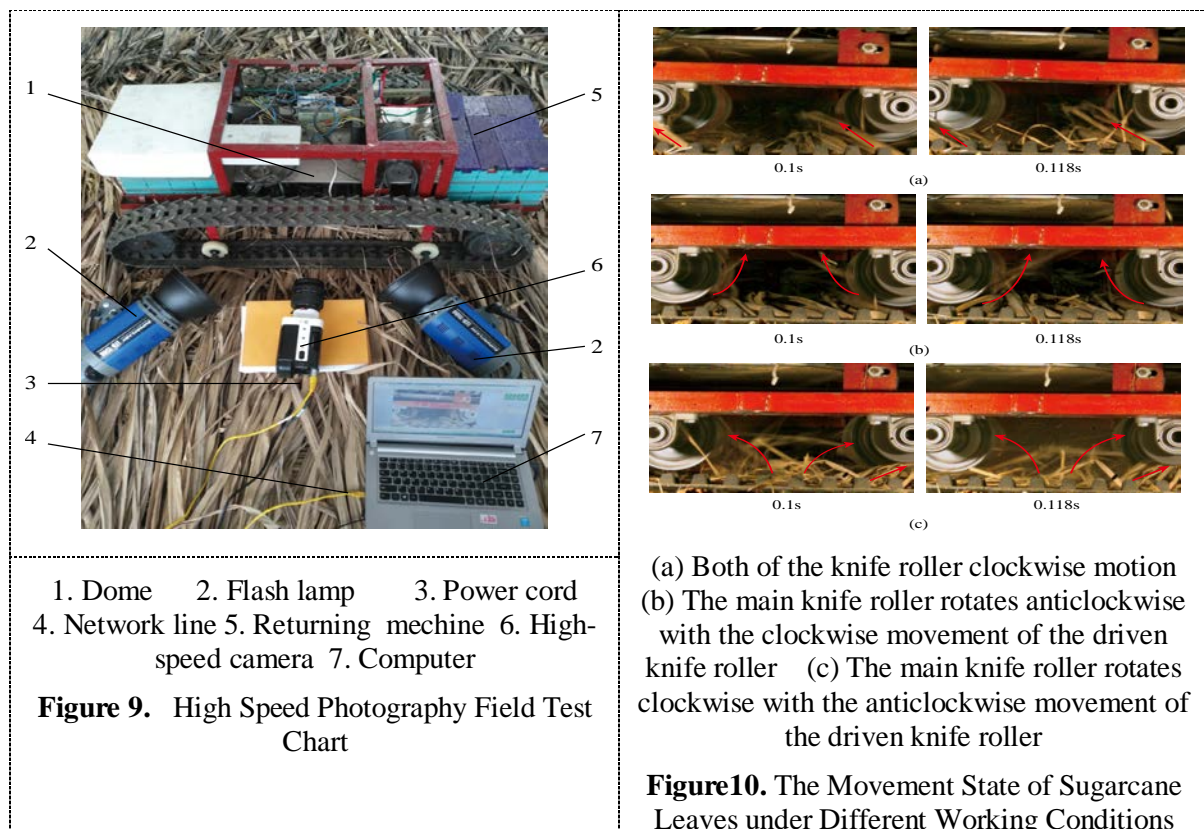 1
5
2
6
2
3
4
7
1. Dome 2. Flash lamp 3. Power cord
4. Network line 5. Returning mechine 6. High-
speed camera 7. Computer
Figure 9. High Speed Photography Field Test
Chart
0.1s 0.118s
(a)
0.1s 0.118s
(b)
0.1s 0.118s
(c)
(a) Both of the knife roller clockwise motion
(b) The main knife roller rotates anticlockwise
with the clockwise movement of the driven
knife roller (c) The main knife roller rotates
clockwise with the anticlockwise movement of
the driven knife roller
Figure10. The Movement State of Sugarcane
Leaves under Different Working Conditions